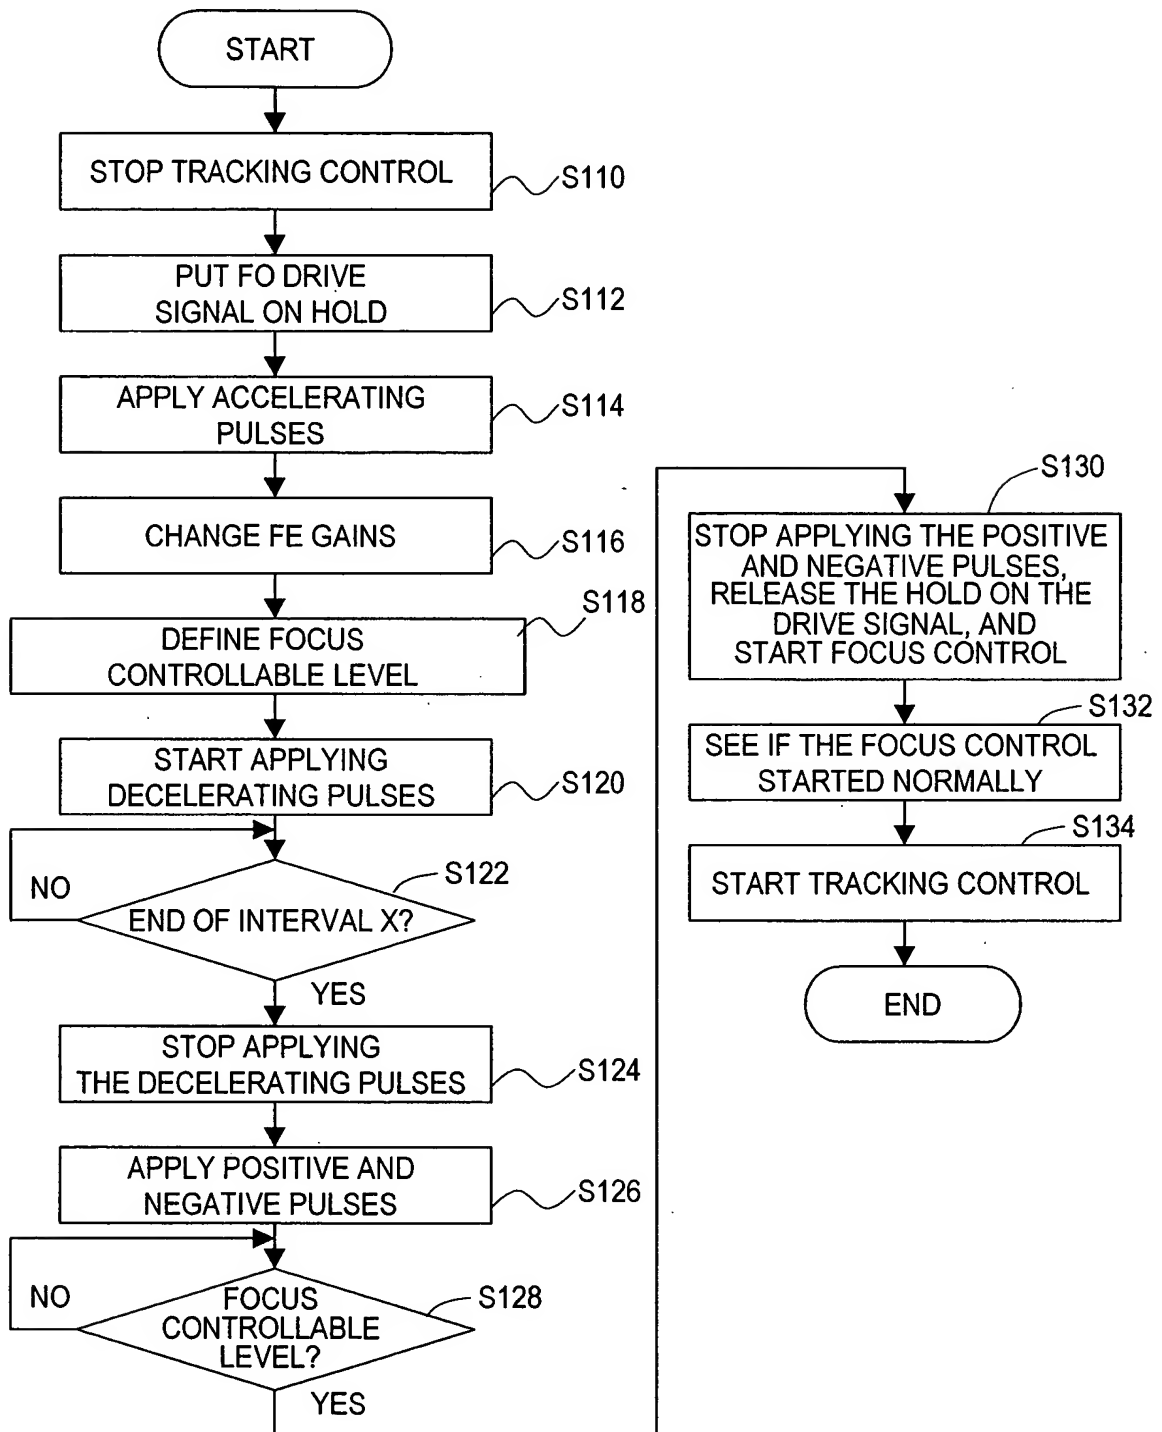 START
STOP TRACKING CONTROL
S110
PUT FO DRIVE
SIGNAL ON HOLD
S112
APPLY ACCELERATING
PULSES
S114
CHANGE FE GAINS
S116
DEFINE FOCUS
CONTROLLABLE LEVEL
S118
START APPLYING
DECELERATING PULSES
S120
NO
END OF INTERVAL X?
S122
YES
STOP APPLYING
THE DECELERATING PULSES
S124
APPLY POSITIVE AND
NEGATIVE PULSES
S126
NO
FOCUS
CONTROLLABLE
LEVEL?
S128
YES
S130
STOP APPLYING THE POSITIVE
AND NEGATIVE PULSES,
RELEASE THE HOLD ON THE
DRIVE SIGNAL, AND
START FOCUS CONTROL
S132
SEE IF THE FOCUS CONTROL
STARTED NORMALLY
S134
START TRACKING CONTROL
END